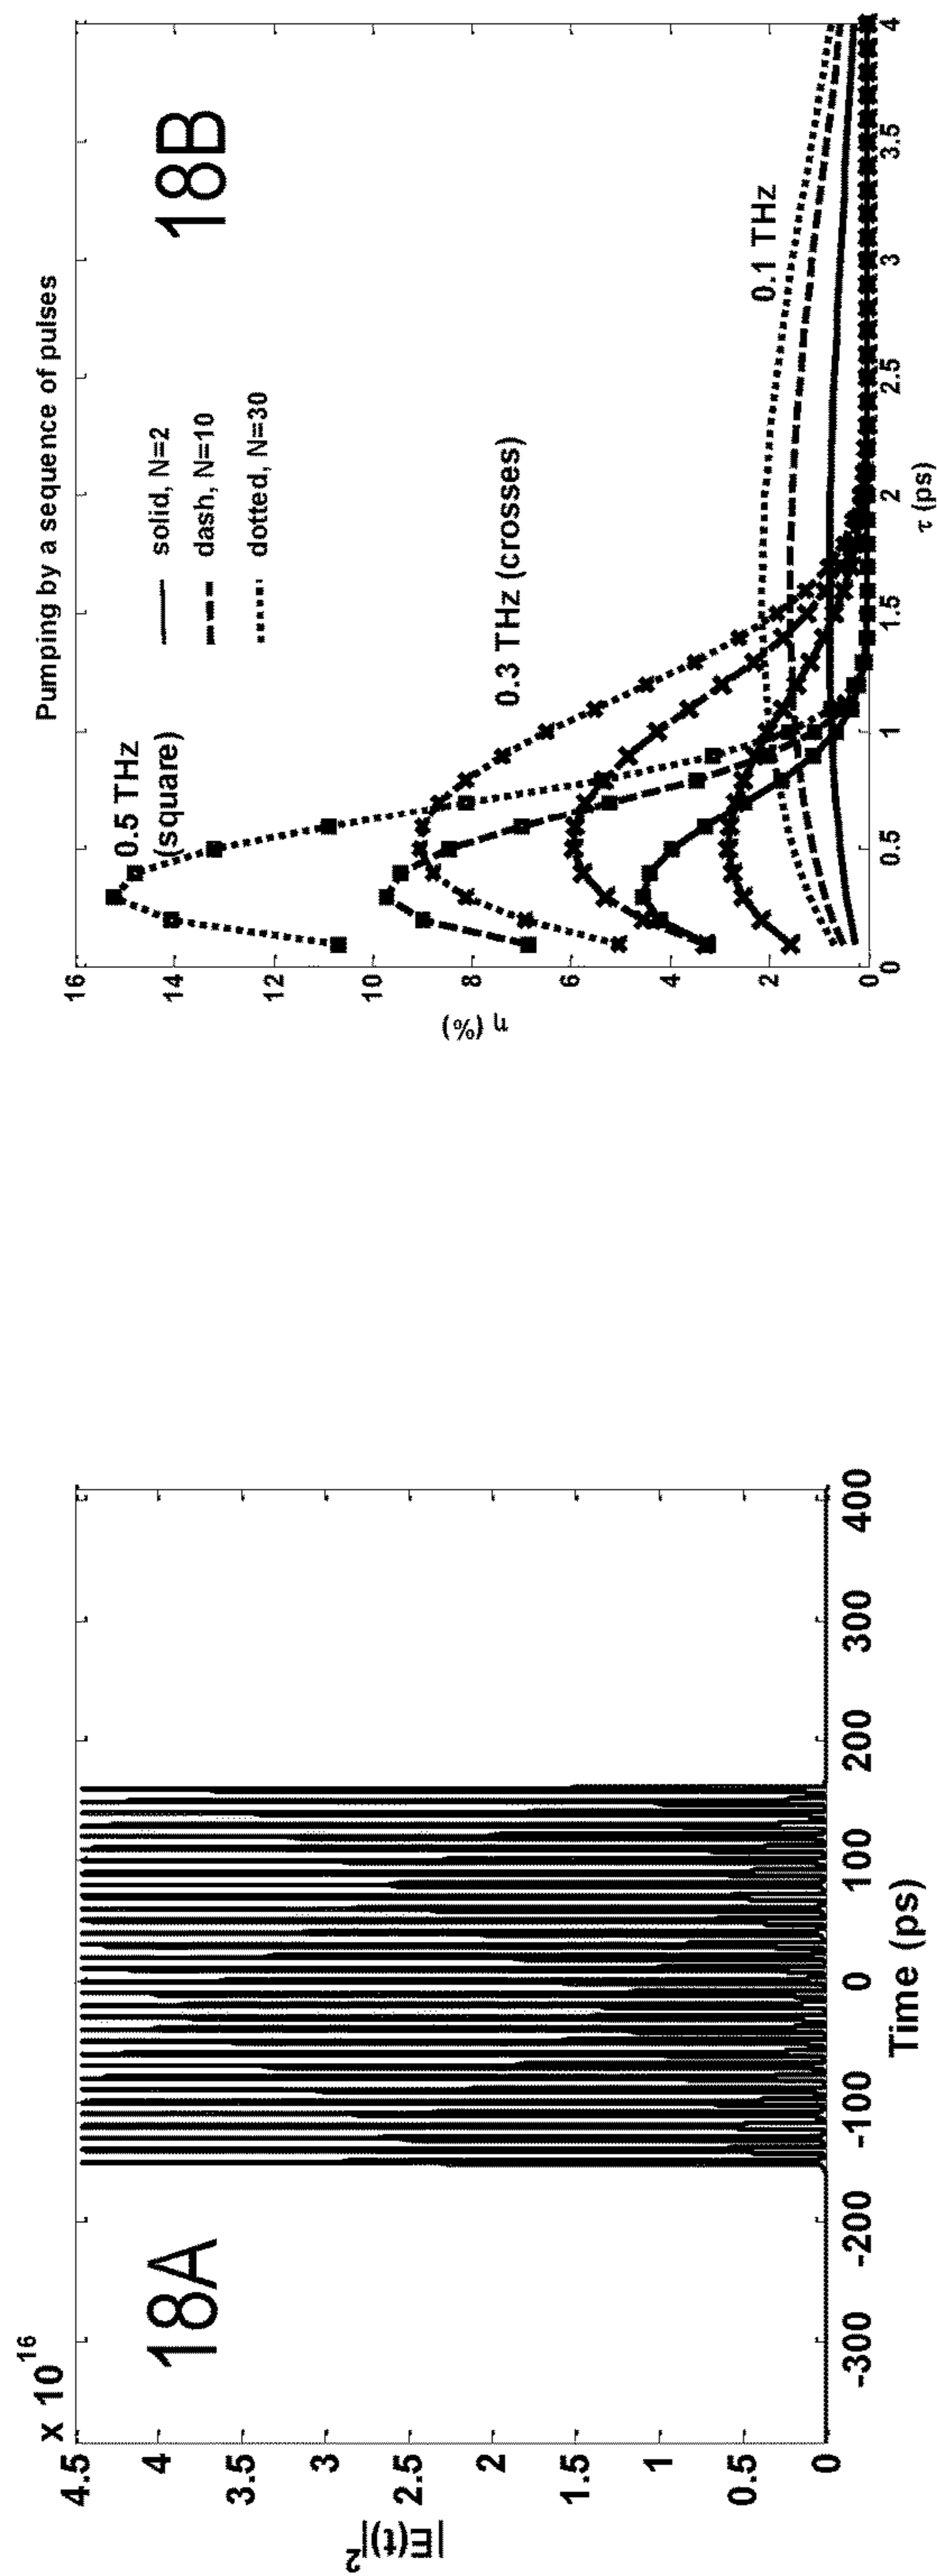 18A
x 10^16
4.5
4
3.5
3
2.5
2
1.5
1
0.5
0
|E(t)|^2
-300
-200
-100
0
100
200
300
400
Time (ps)
18B
Pumping by a sequence of pulses
0.5 THz
(square)
solid, N=2
dash, N=10
dotted, N=30
0.3 THz (crosses)
0.1 THz
16
14
12
10
8
6
4
2
0
η (%)
0
0.5
1
1.5
2
2.5
3
3.5
4
τ (ps)